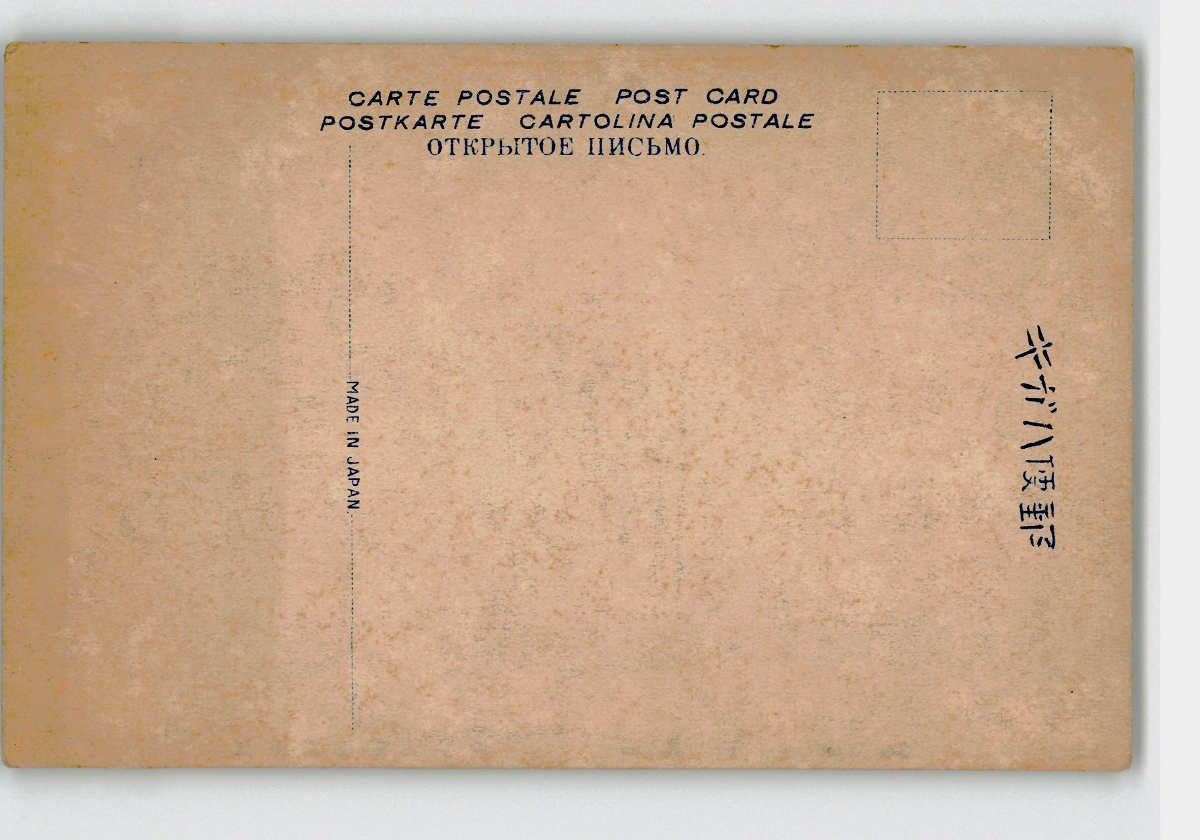 CARTE POSTALE POST CARD
POSTKARTE CARTOLINA POSTALE
ОТКРЫТОЕ ПИСЬМО.
MADE IN JAPAN.
郵便ハガキ